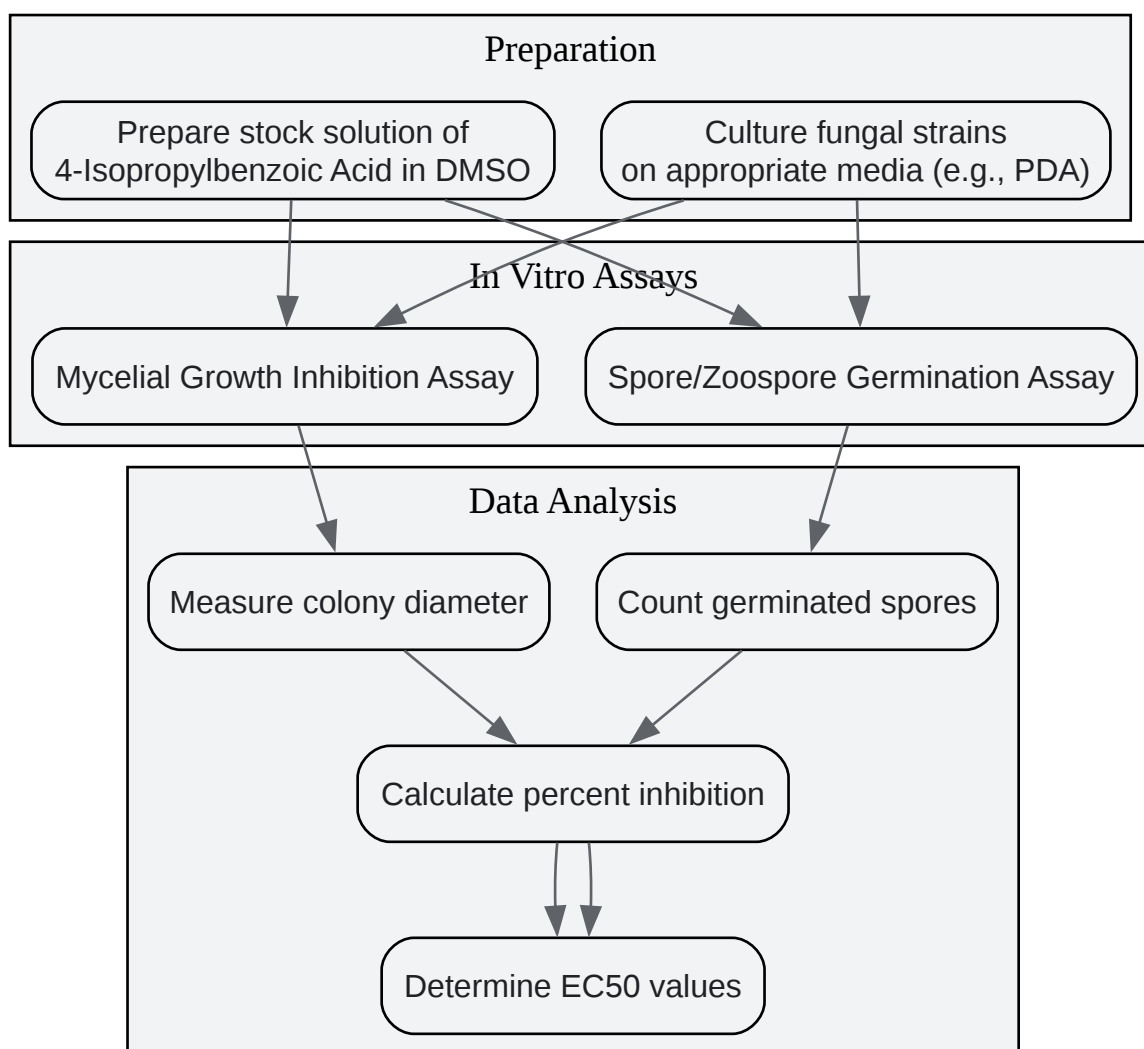 Preparation
Prepare stock solution of
4-Isopropylbenzoic Acid in DMSO
Culture fungal strains
on appropriate media (e.g., PDA)
In Vitro Assays
Mycelial Growth Inhibition Assay
Spore/Zoospore Germination Assay
Data Analysis
Measure colony diameter
Count germinated spores
Calculate percent inhibition
Determine EC50 values